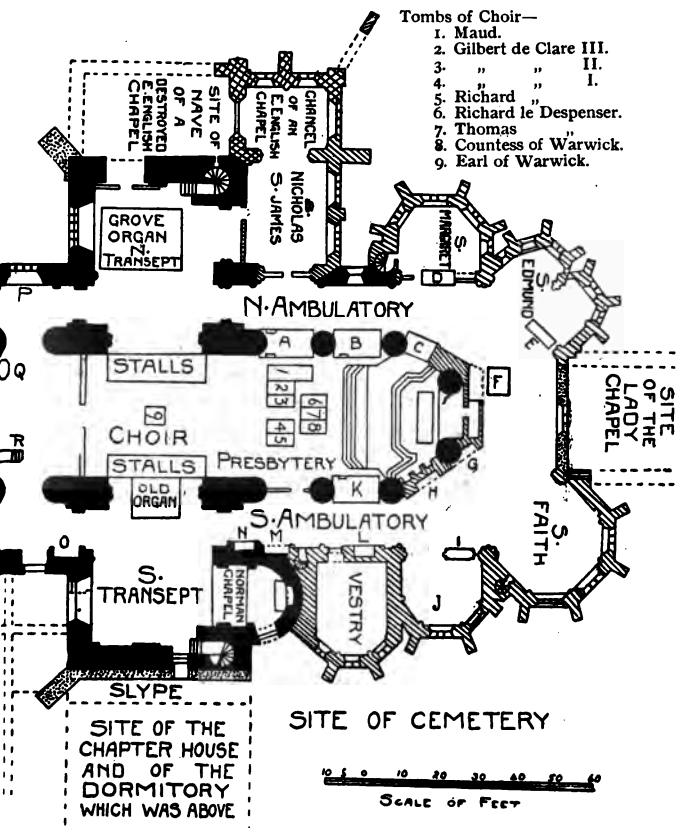 Tombs of Choir—
1. Maud.
2. Gilbert de Clare III.
3. „ „ II.
4. „ „ I.
5. Richard „
6. Richard le Despenser.
7. Thomas „
8. Countess of Warwick.
9. Earl of Warwick.
SITE OF
NAVE
OF A
DESTROYED
E. ENGLISH
CHAPEL
CHANCEL
OF AN
E. ENGLISH
CHAPEL
S. JAMES
&
NICHOLAS
GROVE
ORGAN
N.
TRANSEPT
S.
MARGARET
D
S.
EDMUND
E
P
N. AMBULATORY
Q
STALLS
A
B
C
F
1
2 3
6 7 8
4 5
9
CHOIR
R
STALLS
PRESBYTERY
OLD
ORGAN
K
H
G
SITE
OF THE
LADY
CHAPEL
S. AMBULATORY
S.
FAITH
O
N
M
L
I
J
S.
TRANSEPT
NORMAN
CHAPEL
VESTRY
SLYPE
SITE OF THE
CHAPTER HOUSE
AND OF THE
DORMITORY
WHICH WAS ABOVE
SITE OF CEMETERY
10 5 0 10 20 30 40 50 60
SCALE OF FEET